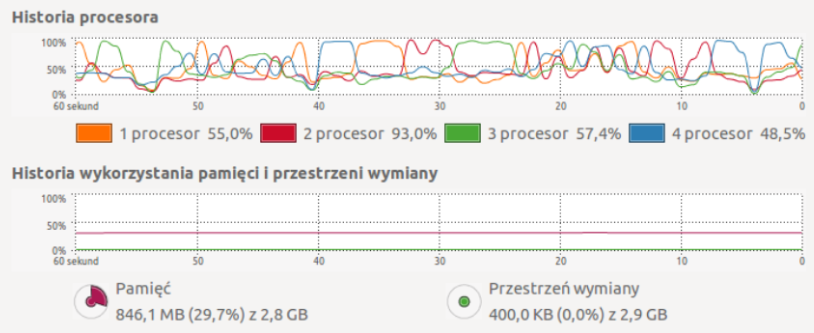 Historia procesora
100%
50%
0%
60 sekund 50 40 30 20 10 0
1 procesor 55,0% 2 procesor 93,0% 3 procesor 57,4% 4 procesor 48,5%
Historia wykorzystania pamięci i przestrzeni wymiany
100%
50%
0%
60 sekund 50 40 30 20 10 0
Pamięć Przestrzeń wymiany
846,1 MB (29,7%) z 2,8 GB 400,0 KB (0,0%) z 2,9 GB